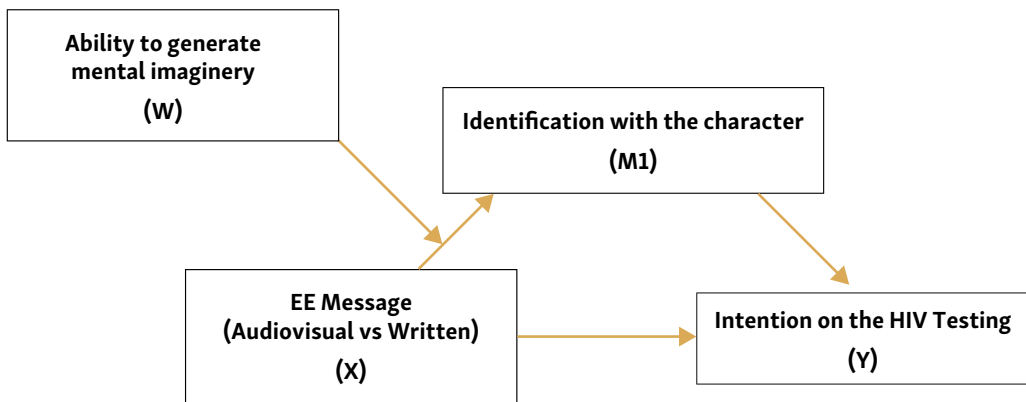 Ability to generate
mental imaginery
(W)
Identification with the character
(M1)
EE Message
(Audiovisual vs Written)
(X)
Intention on the HIV Testing
(Y)